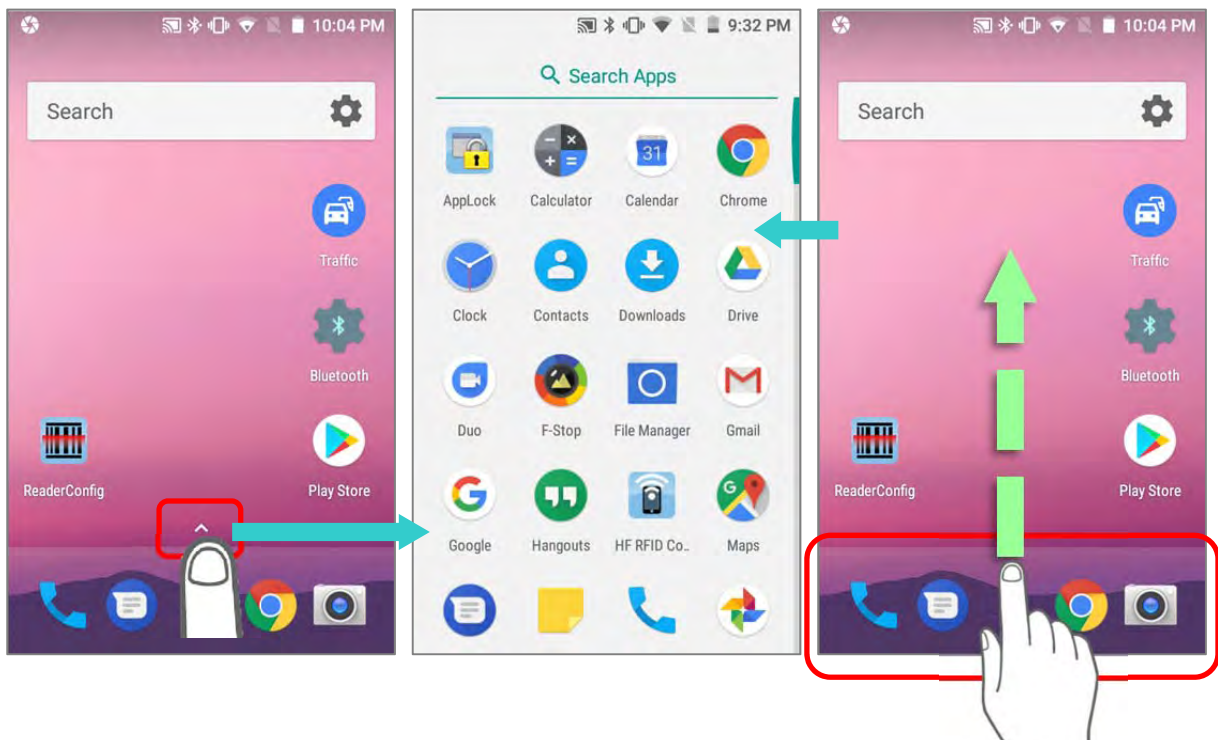 10:04 PM
Search
Traffic
Bluetooth
ReaderConfig
Play Store
9:32 PM
Search Apps
AppLock
Calculator
Calendar
Chrome
31
Clock
Contacts
Downloads
Drive
Duo
F-Stop
File Manager
Gmail
G
Google
Hangouts
HF RFID Co..
Maps
10:04 PM
Search
Traffic
Bluetooth
ReaderConfig
Play Store